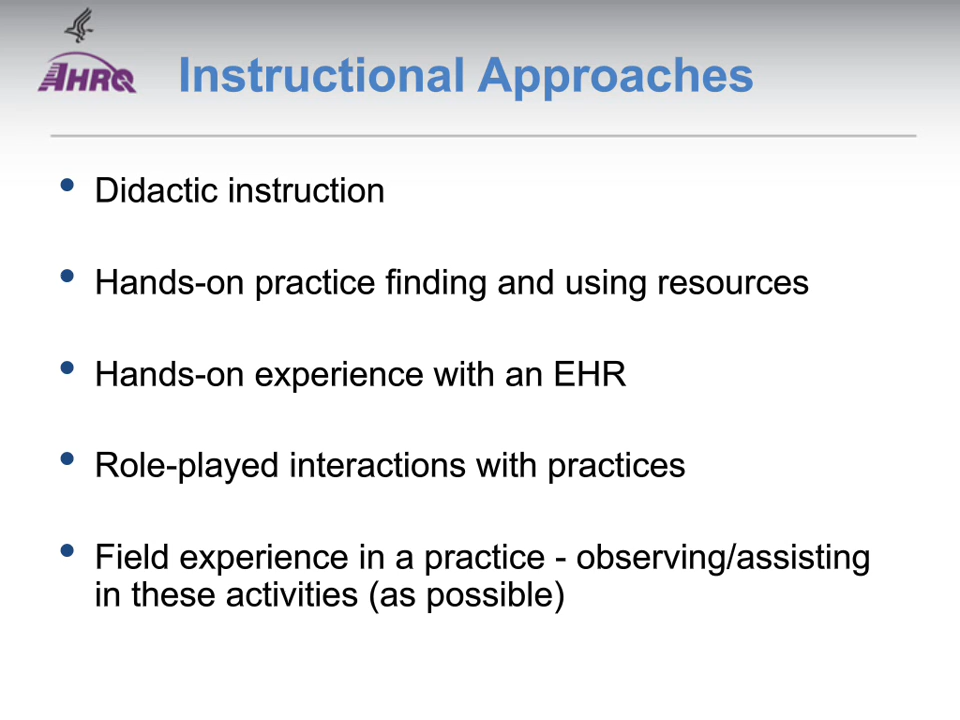 AHRQ
Instructional Approaches
• Didactic instruction
• Hands-on practice finding and using resources
• Hands-on experience with an EHR
• Role-played interactions with practices
• Field experience in a practice - observing/assisting
in these activities (as possible)